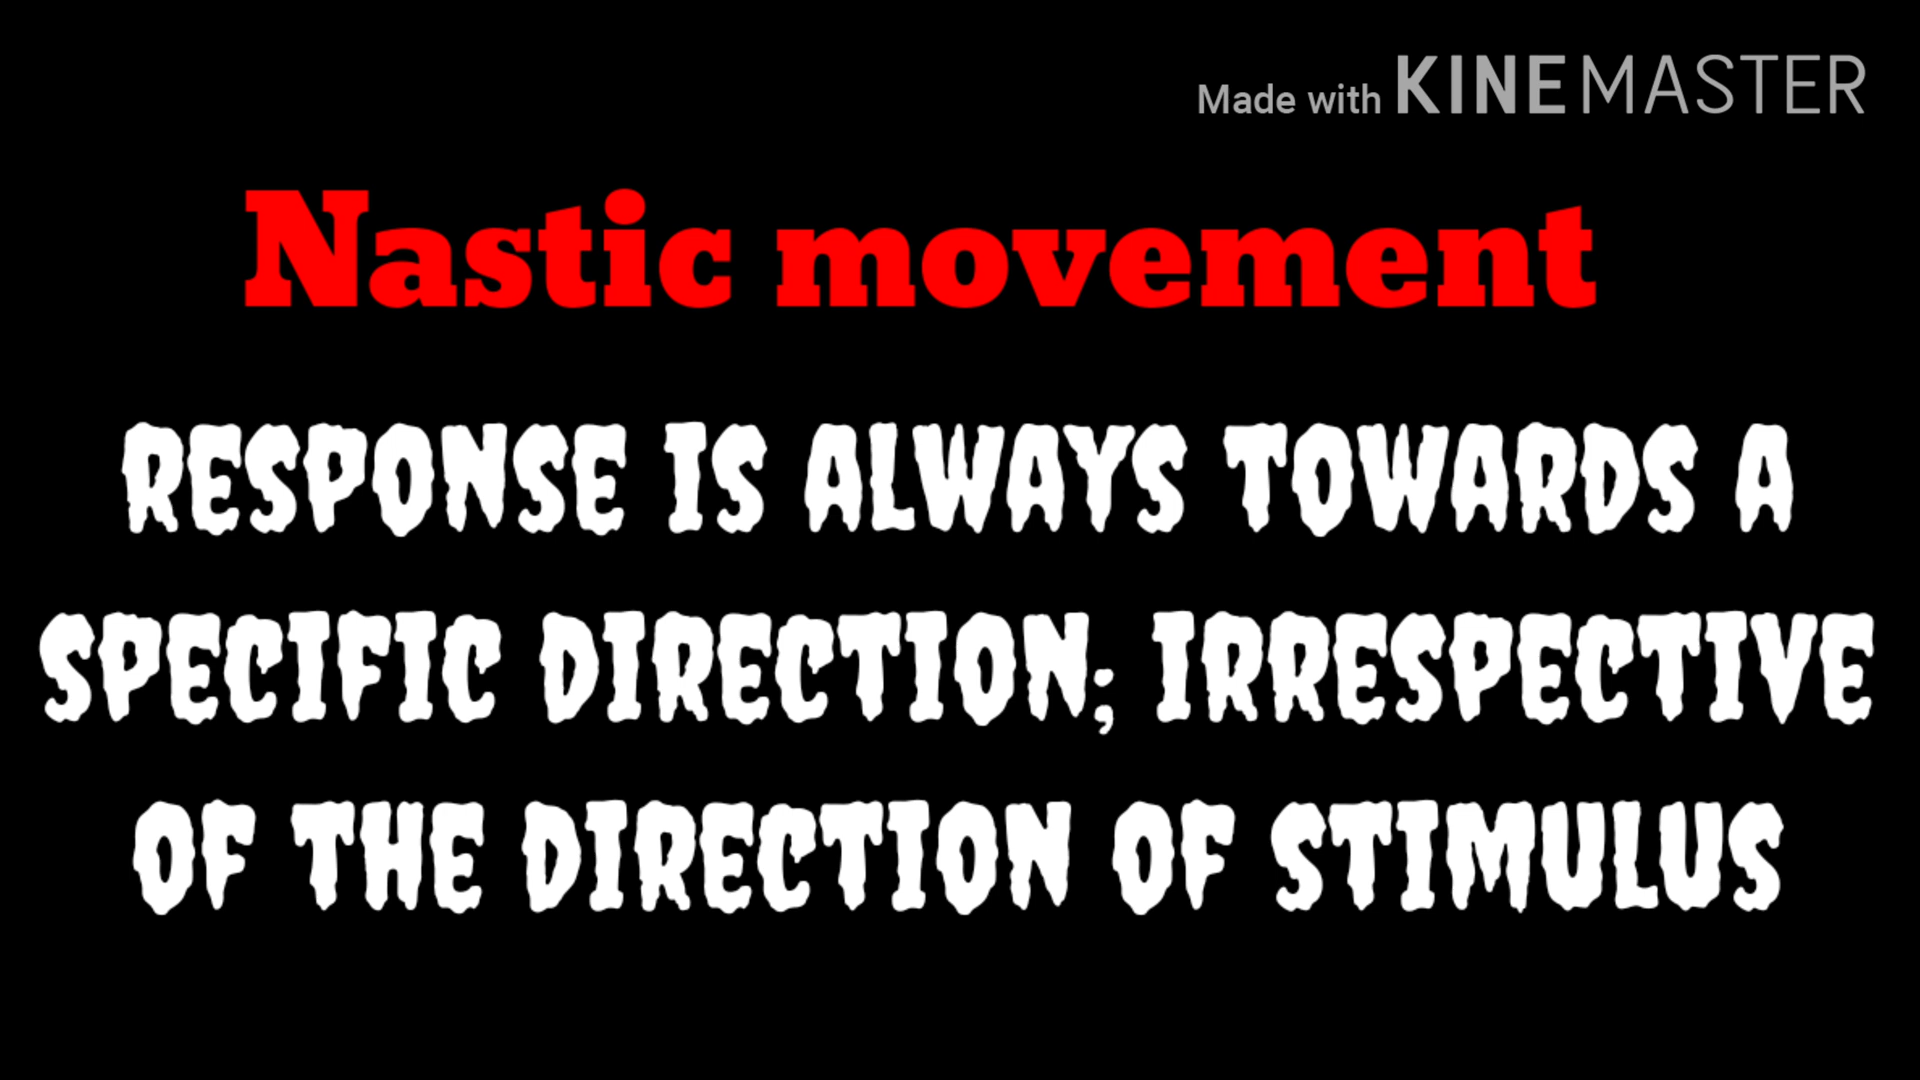 Made with KINEMASTER
Nastic movement
RESPONSE IS ALWAYS TOWARDS A
SPECIFIC DIRECTION; IRRESPECTIVE
OF THE DIRECTION OF STIMULUS